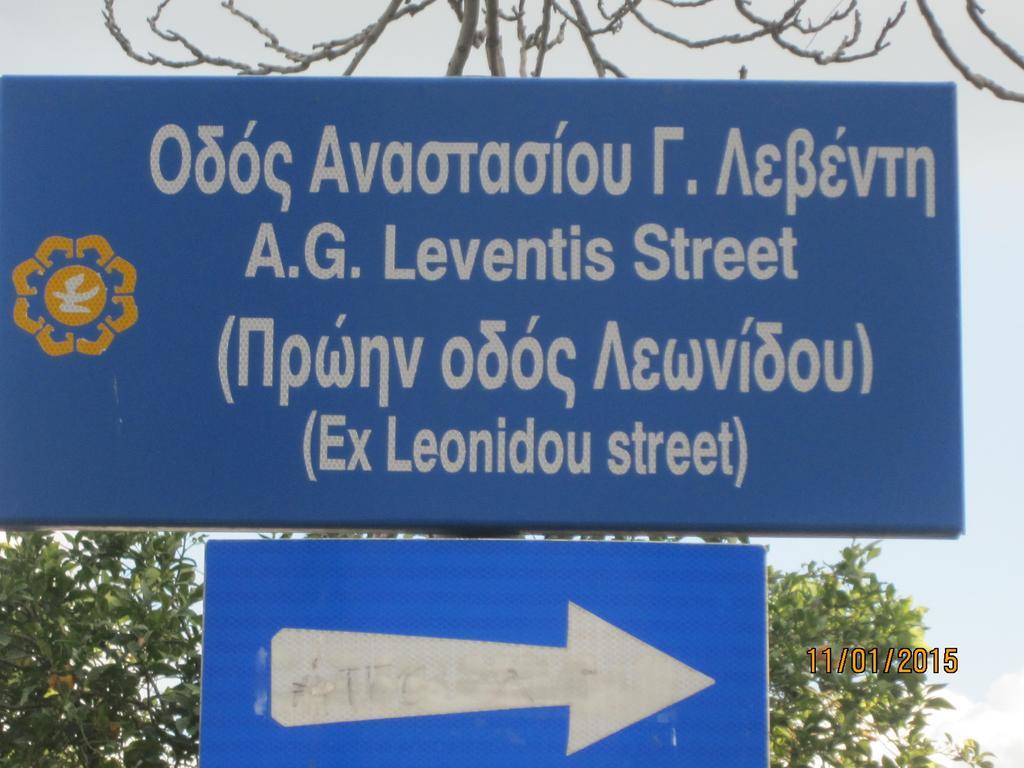 Οδός Αναστασίου Γ. Λεβέντη
A.G. Leventis Street
(Πρώην οδός Λεωνίδου)
(Ex Leonidou street)
11/01/2015